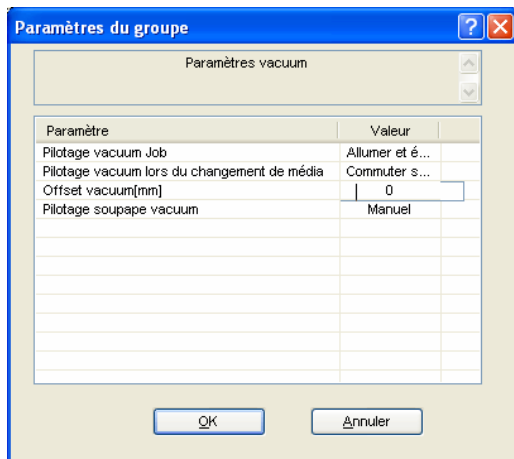 Paramètres du groupe
Paramètres vacuum
Paramètre Valeur
Pilotage vacuum Job Allumer et é...
Pilotage vacuum lors du changement de média Commuter s...
Offset vacuum[mm] 0
Pilotage soupape vacuum Manuel
OK Annuler